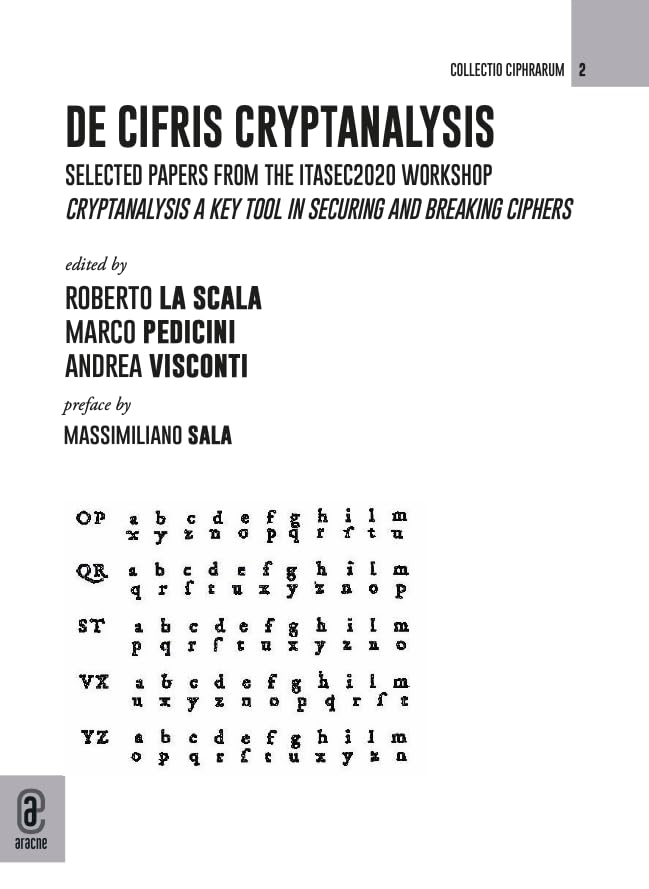 COLLECTIO CIPHRARUM 2
DE CIFRIS CRYPTANALYSIS
SELECTED PAPERS FROM THE ITASEC2020 WORKSHOP
CRYPTANALYSIS A KEY TOOL IN SECURING AND BREAKING CIPHERS
edited by
ROBERTO LA SCALA
MARCO PEDICINI
ANDREA VISCONTI
preface by
MASSIMILIANO SALA
OP a b c d e f g h i l m
x y z n o p q r ſ t u
QR a b c d e f g h i l m
q r ſ t u x y z n o p
ST a b c d e f g h i l m
p q r ſ t u x y z n o
VX a b c d e f g h i l m
u x y z n o p q r ſ t
YZ a b c d e f g h i l m
o p q r ſ t u x y z n
aracne